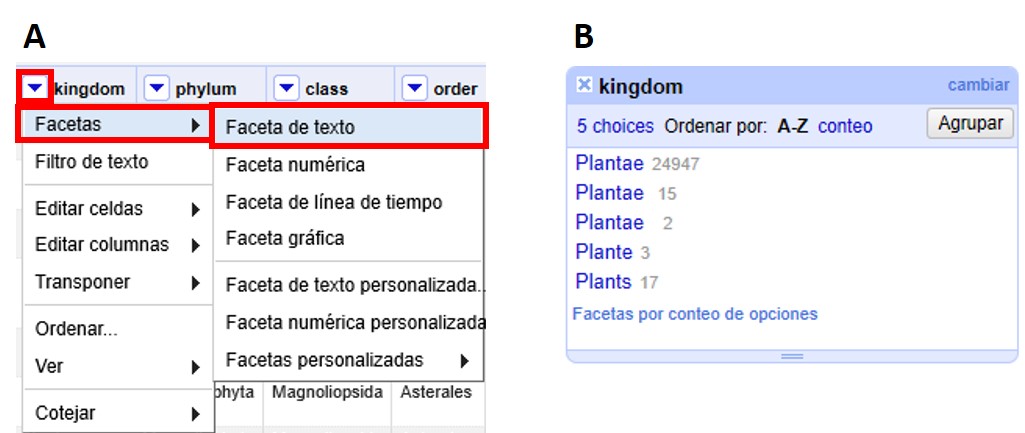 A
kingdom phylum class order
Facetas
Filtro de texto
Editar celdas
Editar columnas
Transponer
Ordenar...
Ver
Cotejar
Faceta de texto
Faceta numérica
Faceta de línea de tiempo
Faceta gráfica
Faceta de texto personalizada..
Faceta numérica personalizada
Facetas personalizadas
phyta Magnoliopsida Asterales
B
kingdom cambiar
5 choices Ordenar por: A-Z conteo Agrupar
Plantae 24947
Plantae 15
Plantae 2
Plante 3
Plants 17
Facetas por conteo de opciones